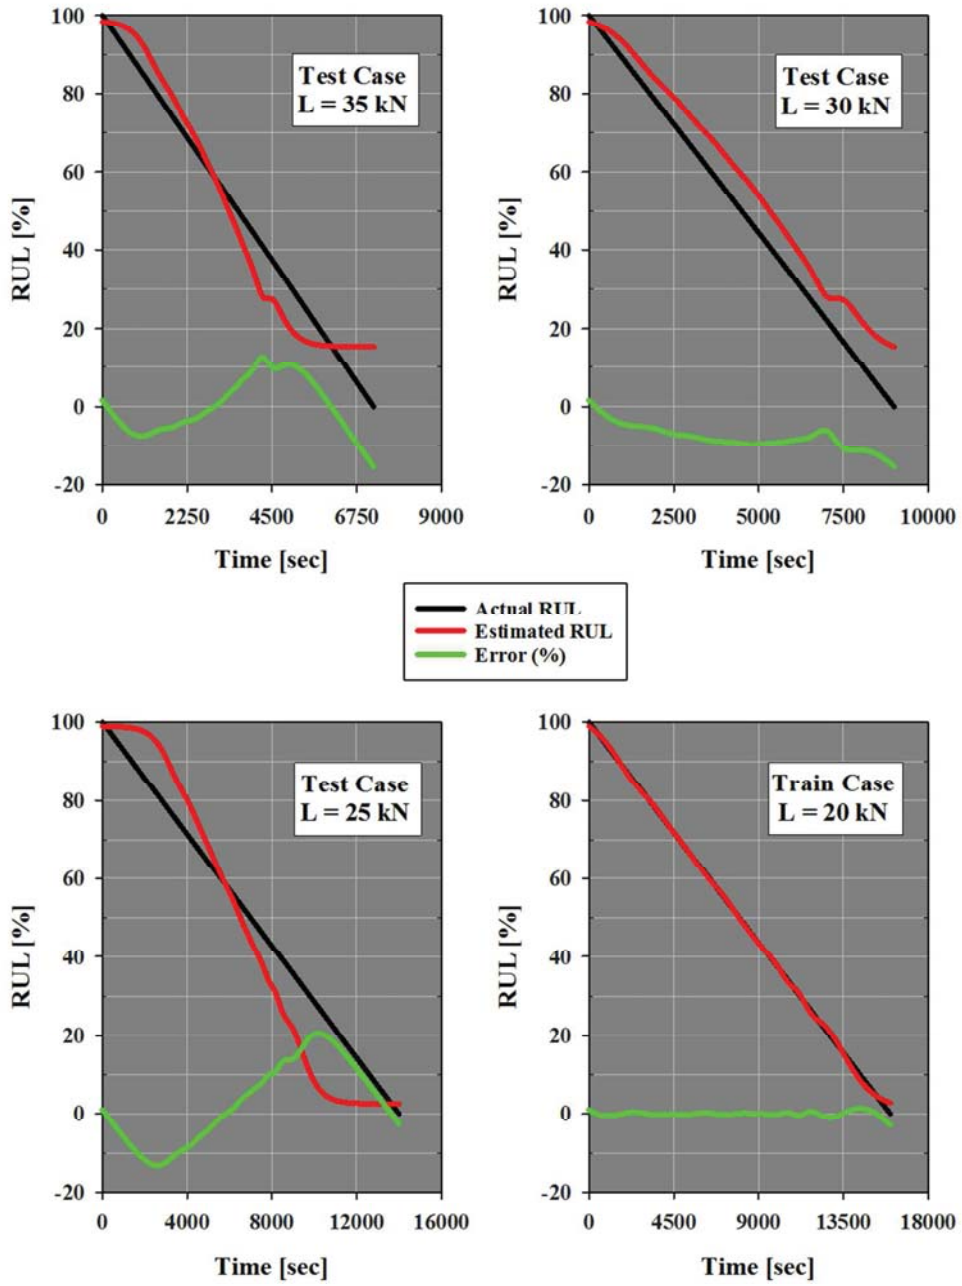 100
80
60
40
20
0
-20
RUL [%]
Test Case
L = 35 kN
0 2250 4500 6750 9000
Time [sec]
100
80
60
40
20
0
-20
RUL [%]
Test Case
L = 30 kN
0 2500 5000 7500 10000
Time [sec]
Actual RUL
Estimated RUL
Error (%)
100
80
60
40
20
0
-20
RUL [%]
Test Case
L = 25 kN
0 4000 8000 12000 16000
Time [sec]
100
80
60
40
20
0
-20
RUL [%]
Train Case
L = 20 kN
0 4500 9000 13500 18000
Time [sec]